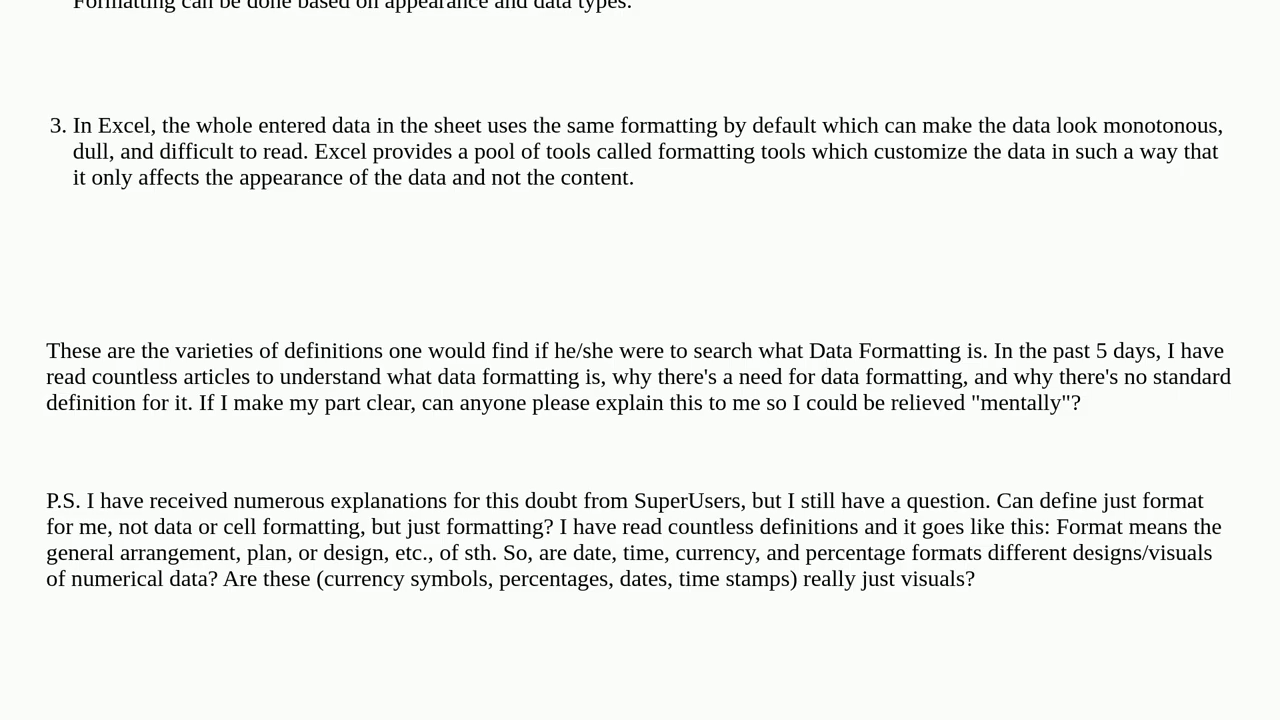 Formatting can be done based on appearance and data types.
3. In Excel, the whole entered data in the sheet uses the same formatting by default which can make the data look monotonous,
dull, and difficult to read. Excel provides a pool of tools called formatting tools which customize the data in such a way that
it only affects the appearance of the data and not the content.
These are the varieties of definitions one would find if he/she were to search what Data Formatting is. In the past 5 days, I have
read countless articles to understand what data formatting is, why there's a need for data formatting, and why there's no standard
definition for it. If I make my part clear, can anyone please explain this to me so I could be relieved "mentally"?
P.S. I have received numerous explanations for this doubt from SuperUsers, but I still have a question. Can define just format
for me, not data or cell formatting, but just formatting? I have read countless definitions and it goes like this: Format means the
general arrangement, plan, or design, etc., of sth. So, are date, time, currency, and percentage formats different designs/visuals
of numerical data? Are these (currency symbols, percentages, dates, time stamps) really just visuals?